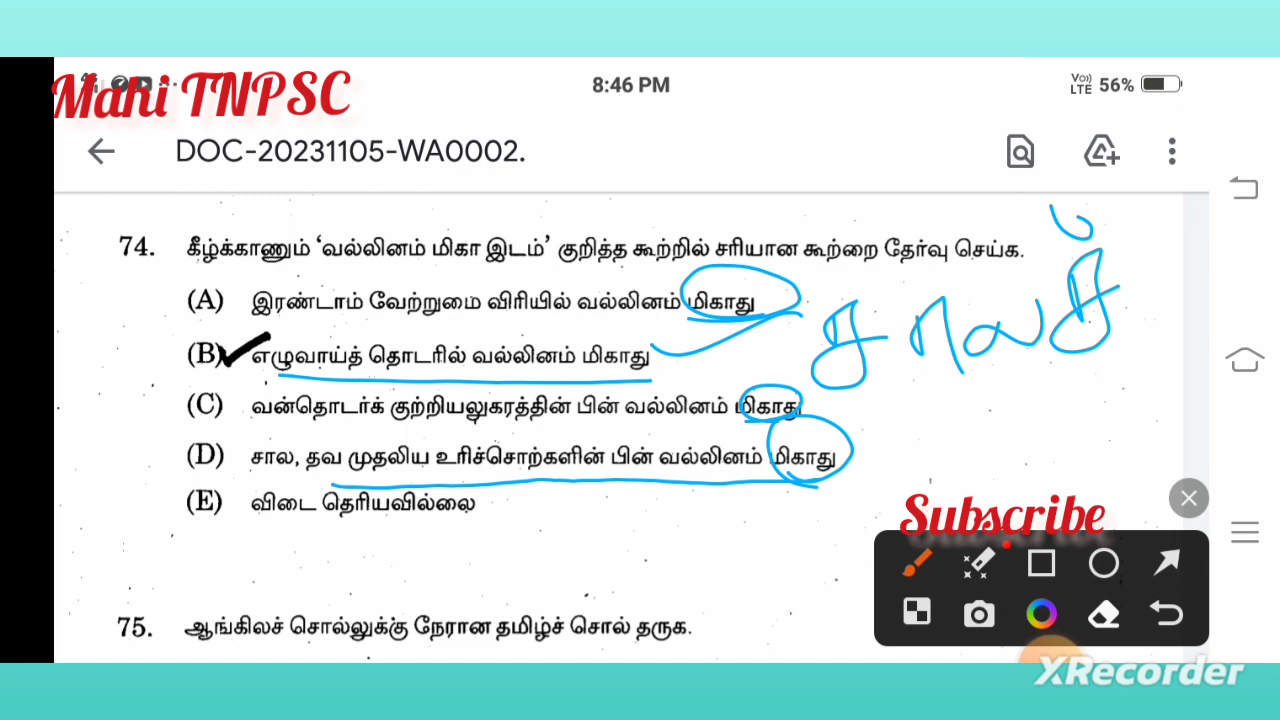 Mahi TNPSC
8:46 PM
Vo)) LTE 56%
DOC-20231105-WA0002.
74. கீழ்க்காணும் 'வல்லினம் மிகா இடம்' குறித்த கூற்றில் சரியான கூற்றை தேர்வு செய்க.
(A) இரண்டாம் வேற்றுமை விரியில் வல்லினம் மிகாது
(B) எழுவாய்த் தொடரில் வல்லினம் மிகாது
(C) வன்தொடர்க் குற்றியலுகரத்தின் பின் வல்லினம் மிகாது
(D) சால, தவ முதலிய உரிச்சொற்களின் பின் வல்லினம் மிகாது
(E) விடை தெரியவில்லை
Subscribe
75. ஆங்கிலச் சொல்லுக்கு நேரான தமிழ்ச் சொல் தருக.
XRecorder